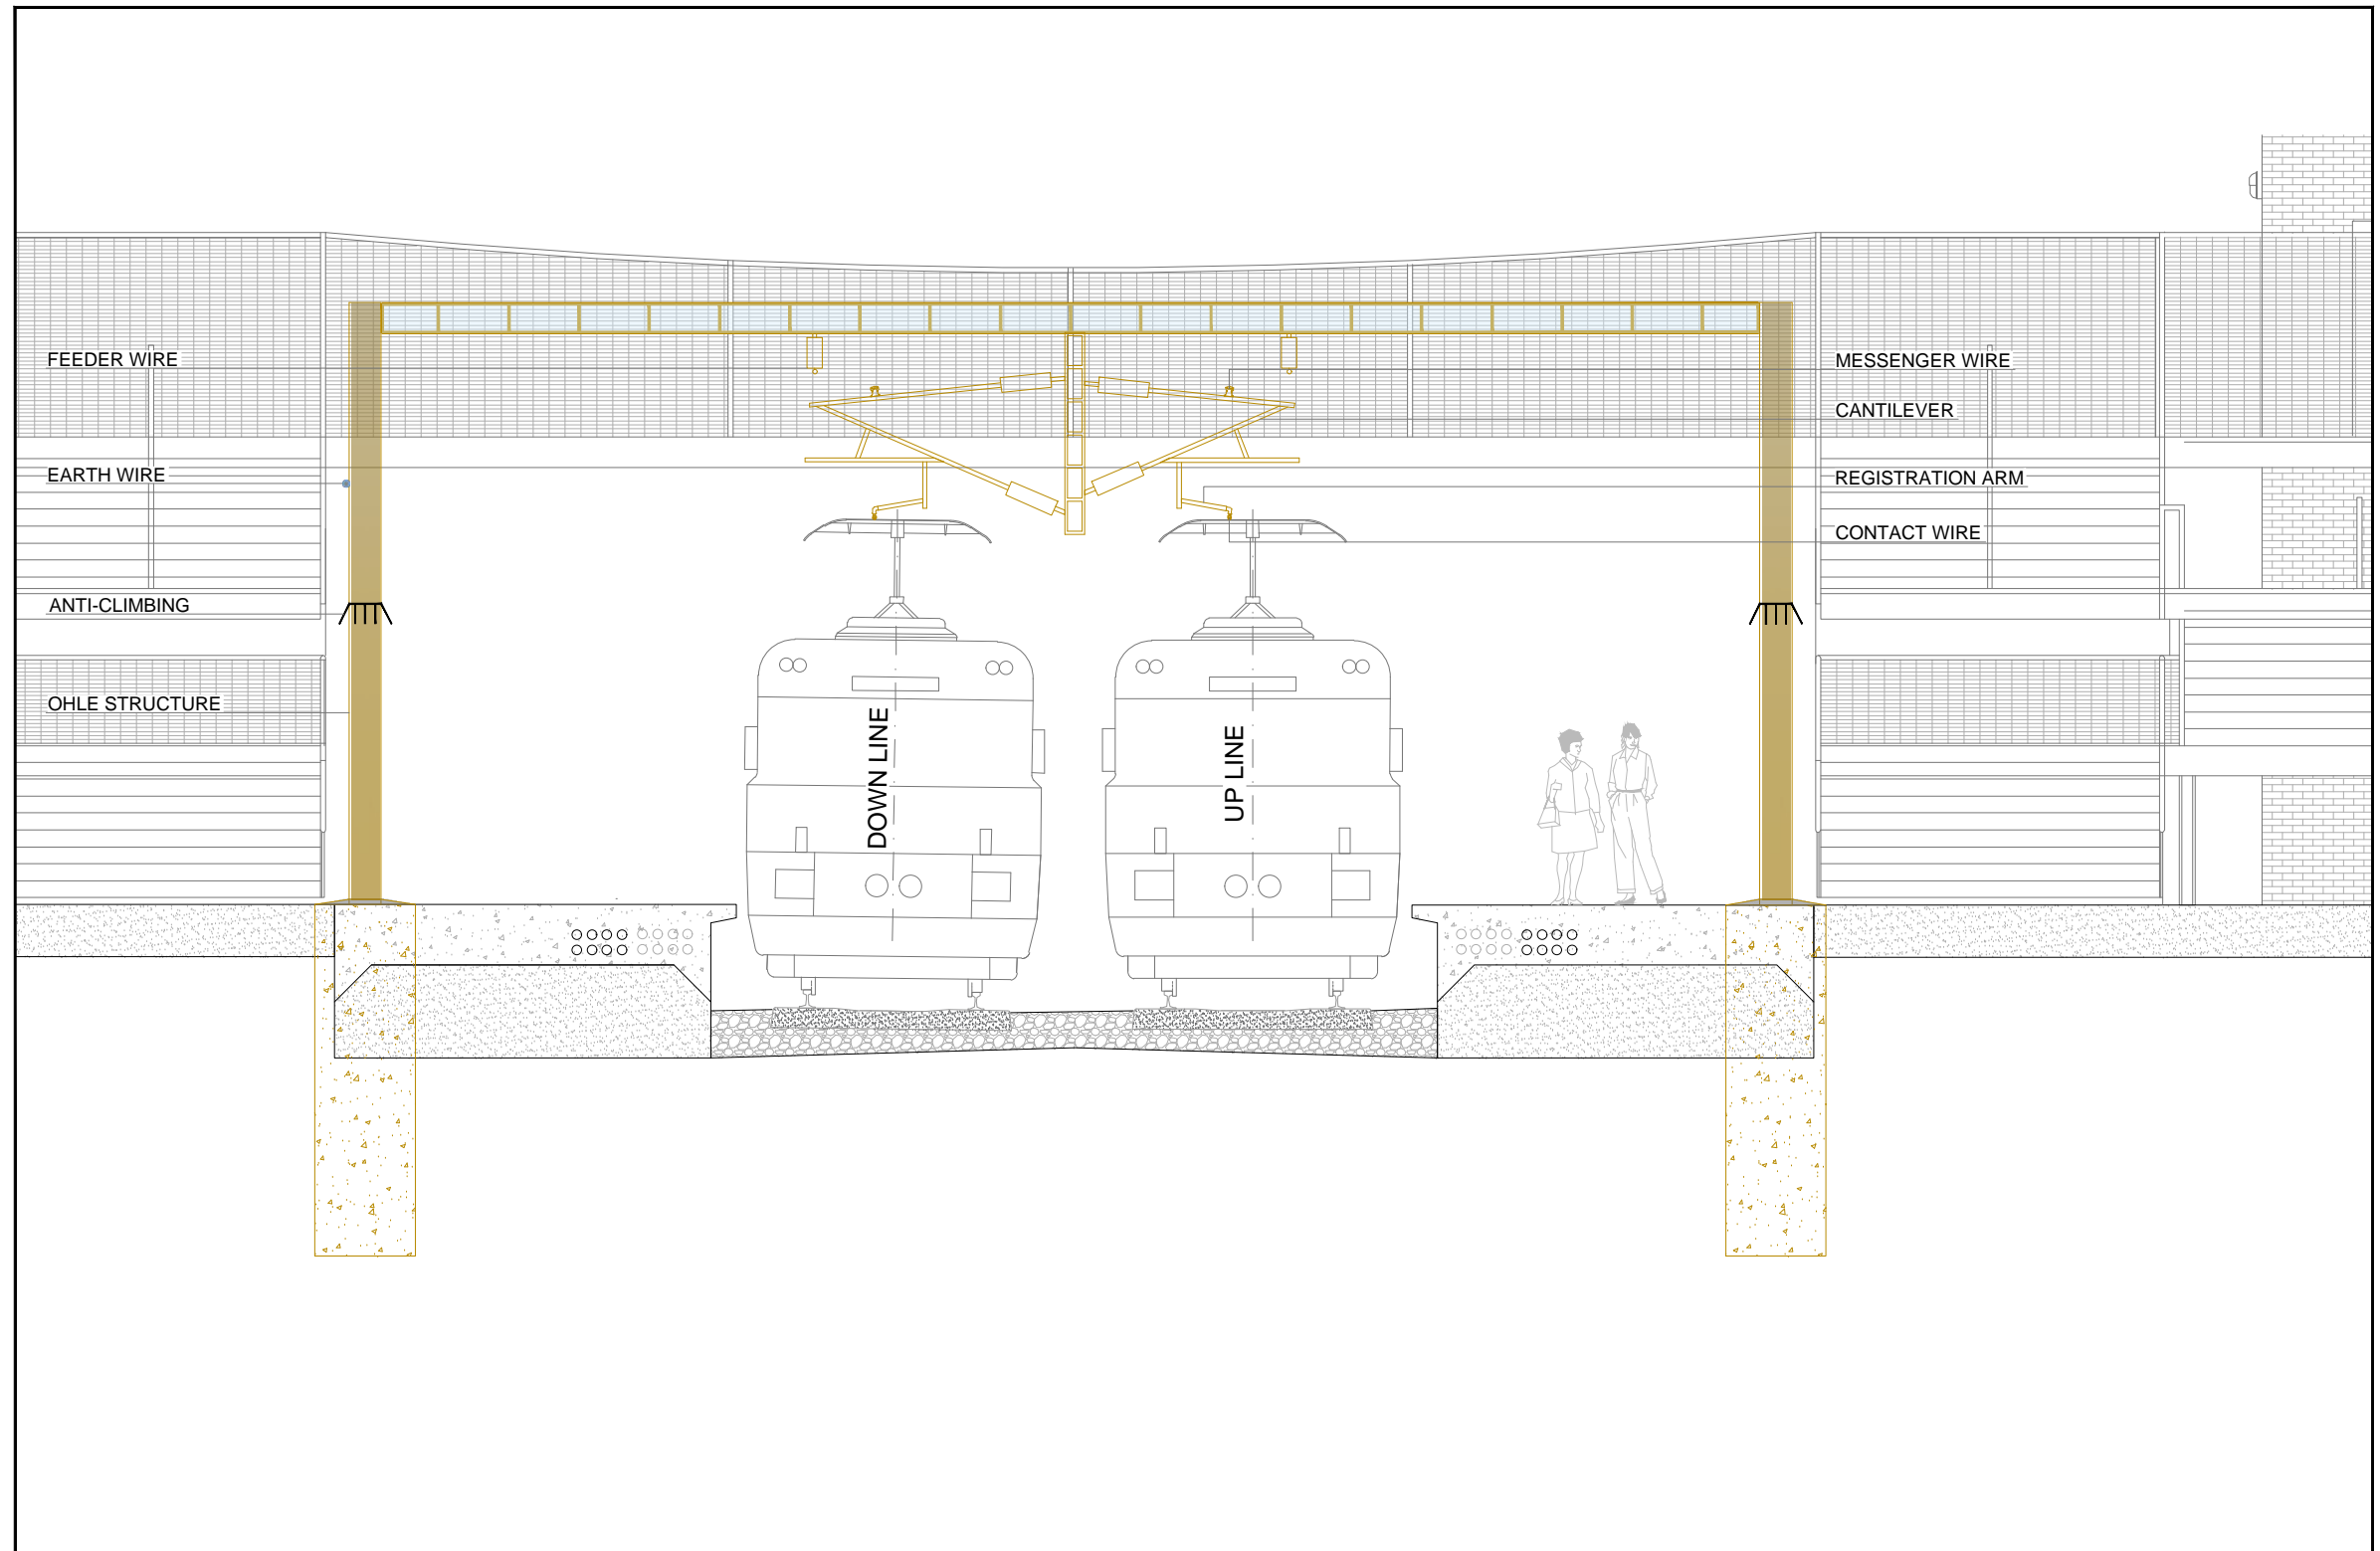 FEEDER WIRE
MESSENGER WIRE
CANTILEVER
EARTH WIRE
REGISTRATION ARM
CONTACT WIRE
ANTI-CLIMBING
OHLE STRUCTURE
DOWN LINE
UP LINE